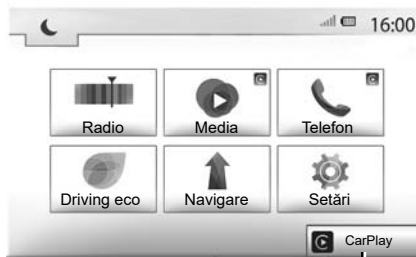 16:00
Radio
Media
Telefon
Driving eco
Navigare
Setări
CarPlay